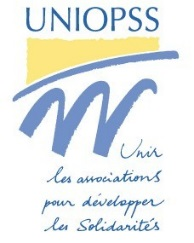 UNIOPSS
Unir
les associations
pour développer
les Solidarités